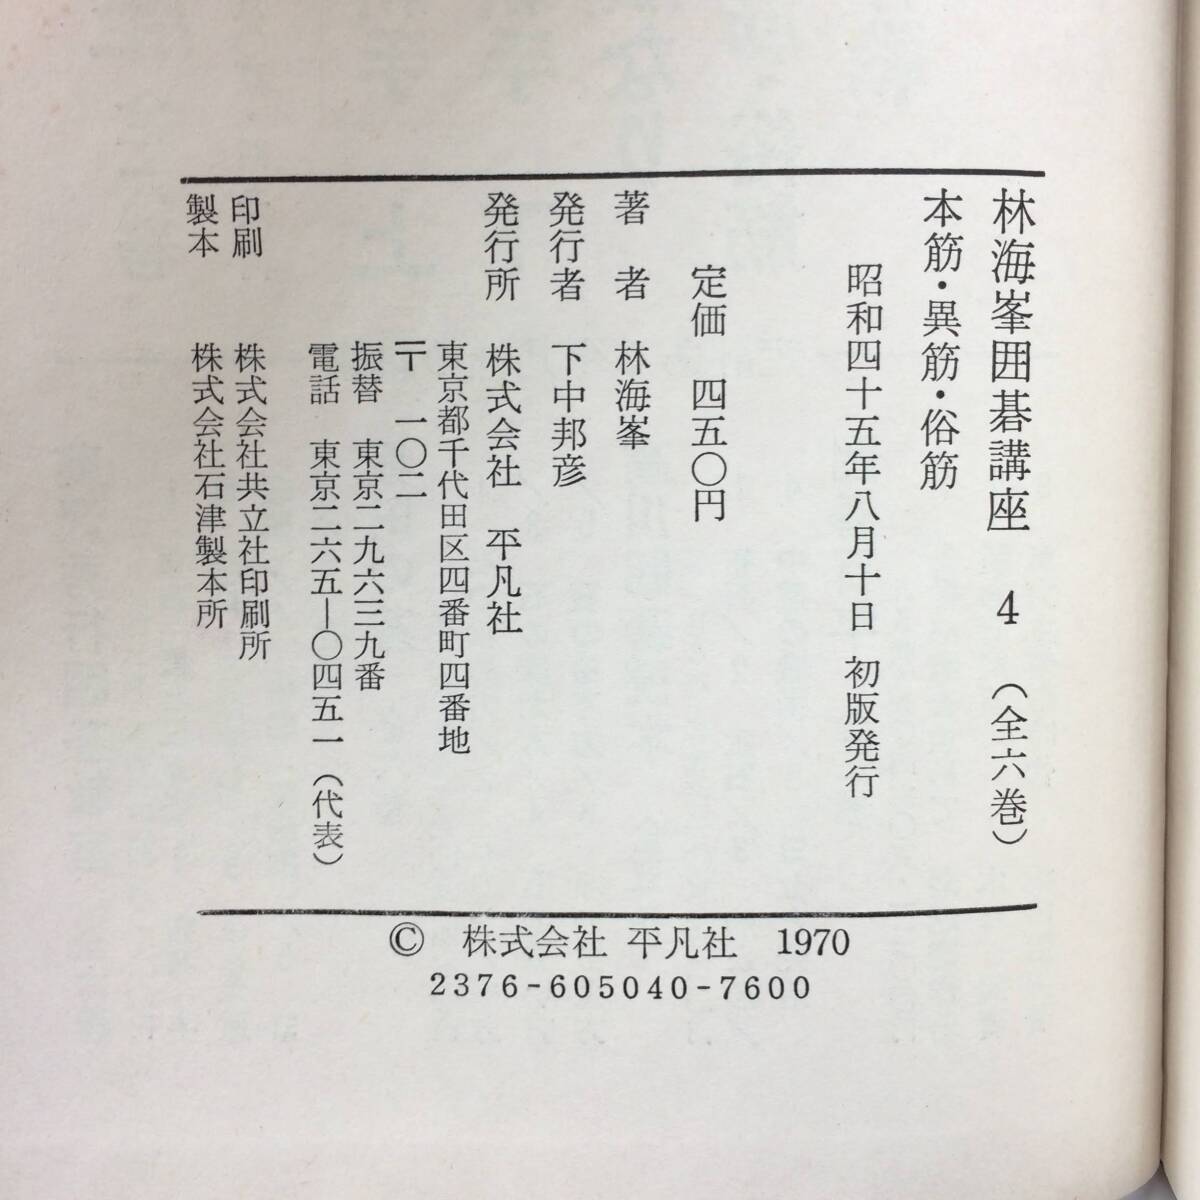 林海峯囲碁講座 4 (全六巻)
本筋・異筋・俗筋
昭和四十五年八月十日 初版発行
定価 四五〇円
著者 林海峯
発行者 下中邦彦
発行所 株式会社 平凡社
東京都千代田区四番町四番地
〒 一〇二
振替 東京二九六三九番
電話 東京二六五―〇四五一(代表)
印刷 株式会社共立社印刷所
製本 株式会社石津製本所
© 株式会社 平凡社 1970
2376-605040-7600